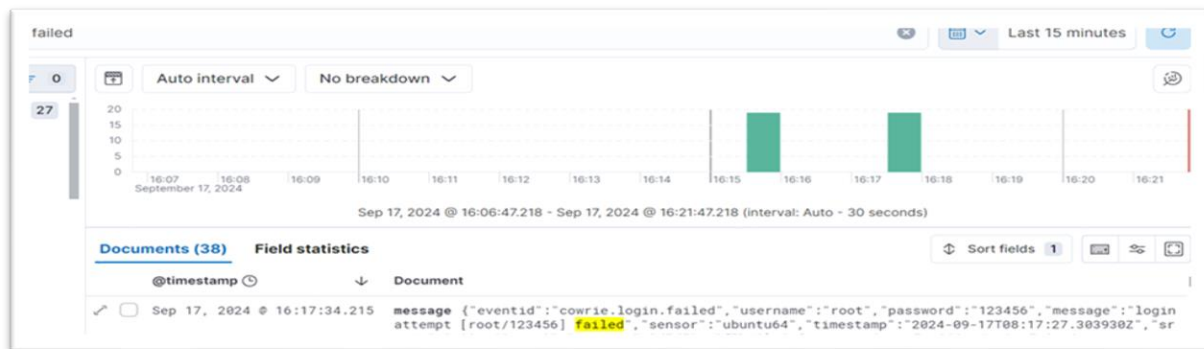 failed
Last 15 minutes
0
Auto interval
No breakdown
27
20
15
10
5
0
16:07 16:08 16:09 16:10 16:11 16:12 16:13 16:14 16:15 16:16 16:17 16:18 16:19 16:20 16:21
September 17, 2024
Sep 17, 2024 @ 16:06:47.218 - Sep 17, 2024 @ 16:21:47.218 (interval: Auto - 30 seconds)
Documents (38) Field statistics
Sort fields 1
@timestamp Document
Sep 17, 2024 @ 16:17:34.215 message {"eventid":"cowrie.login.failed","username":"root","password":"123456","message":"login
attempt [root/123456] failed","sensor":"ubuntu64","timestamp":"2024-09-17T08:17:27.303930Z","sr